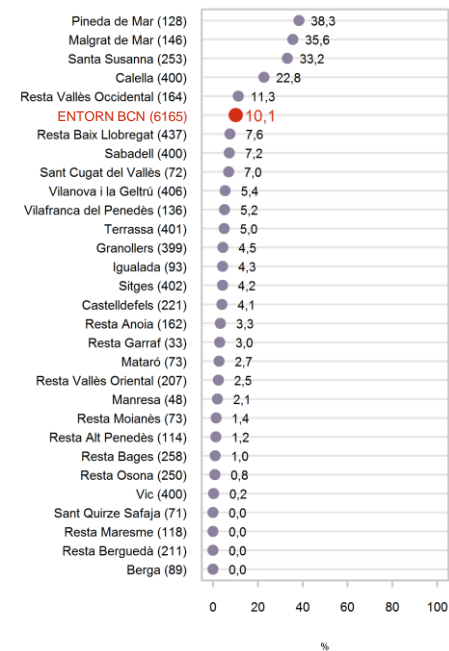 Pineda de Mar (128) 38,3
Malgrat de Mar (146) 35,6
Santa Susanna (253) 33,2
Calella (400) 22,8
Resta Vallès Occidental (164) 11,3
ENTORN BCN (6165) 10,1
Resta Baix Llobregat (437) 7,6
Sabadell (400) 7,2
Sant Cugat del Vallès (72) 7,0
Vilanova i la Geltrú (406) 5,4
Vilafranca del Penedès (136) 5,2
Terrassa (401) 5,0
Granollers (399) 4,5
Igualada (93) 4,3
Sitges (402) 4,2
Castelldefels (221) 4,1
Resta Anoia (162) 3,3
Resta Garraf (33) 3,0
Mataró (73) 2,7
Resta Vallès Oriental (207) 2,5
Manresa (48) 2,1
Resta Moianès (73) 1,4
Resta Alt Penedès (114) 1,2
Resta Bages (258) 1,0
Resta Osona (250) 0,8
Vic (400) 0,2
Sant Quirze Safaja (71) 0,0
Resta Maresme (118) 0,0
Resta Berguedà (211) 0,0
Berga (89) 0,0
0 20 40 60 80 100
%